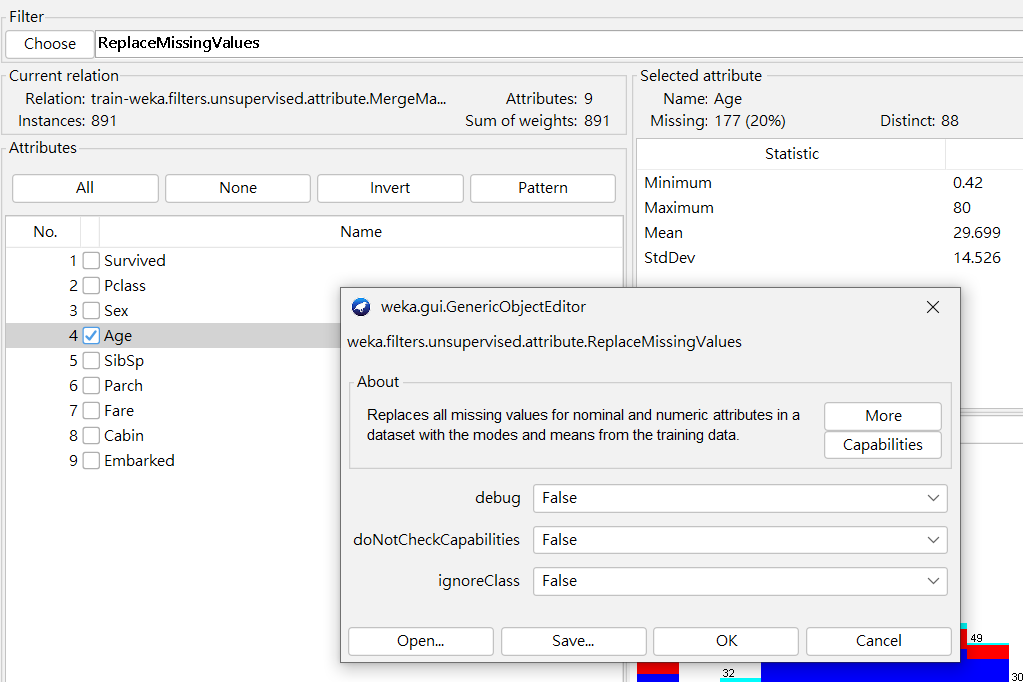 Filter
Choose ReplaceMissingValues
Current relation
Relation: train-weka.filters.unsupervised.attribute.MergeMa... Attributes: 9
Instances: 891 Sum of weights: 891
Attributes
All None Invert Pattern
No. Name
1 Survived
2 Pclass
3 Sex
4 Age
5 SibSp
6 Parch
7 Fare
8 Cabin
9 Embarked
Selected attribute
Name: Age
Missing: 177 (20%) Distinct: 88
Statistic
Minimum 0.42
Maximum 80
Mean 29.699
StdDev 14.526
weka.gui.GenericObjectEditor
weka.filters.unsupervised.attribute.ReplaceMissingValues
About
Replaces all missing values for nominal and numeric attributes in a
dataset with the modes and means from the training data.
More
Capabilities
debug False
doNotCheckCapabilities False
ignoreClass False
Open... Save... OK Cancel
49
32
30